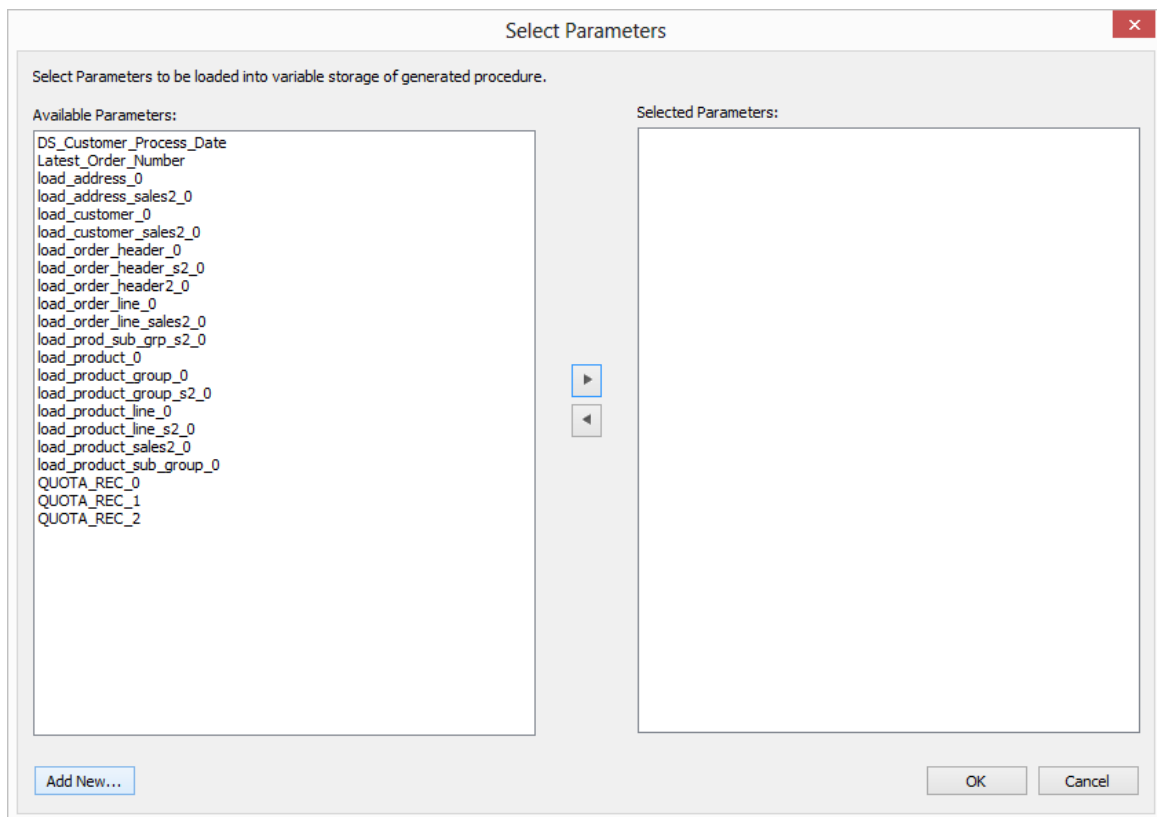 Select Parameters
Select Parameters to be loaded into variable storage of generated procedure.
Available Parameters:
DS_Customer_Process_Date
Latest_Order_Number
load_address_0
load_address_sales2_0
load_customer_0
load_customer_sales2_0
load_order_header_0
load_order_header_s2_0
load_order_header2_0
load_order_line_0
load_order_line_sales2_0
load_prod_sub_grp_s2_0
load_product_0
load_product_group_0
load_product_group_s2_0
load_product_line_0
load_product_line_s2_0
load_product_sales2_0
load_product_sub_group_0
QUOTA_REC_0
QUOTA_REC_1
QUOTA_REC_2
Selected Parameters:
Add New...
OK
Cancel